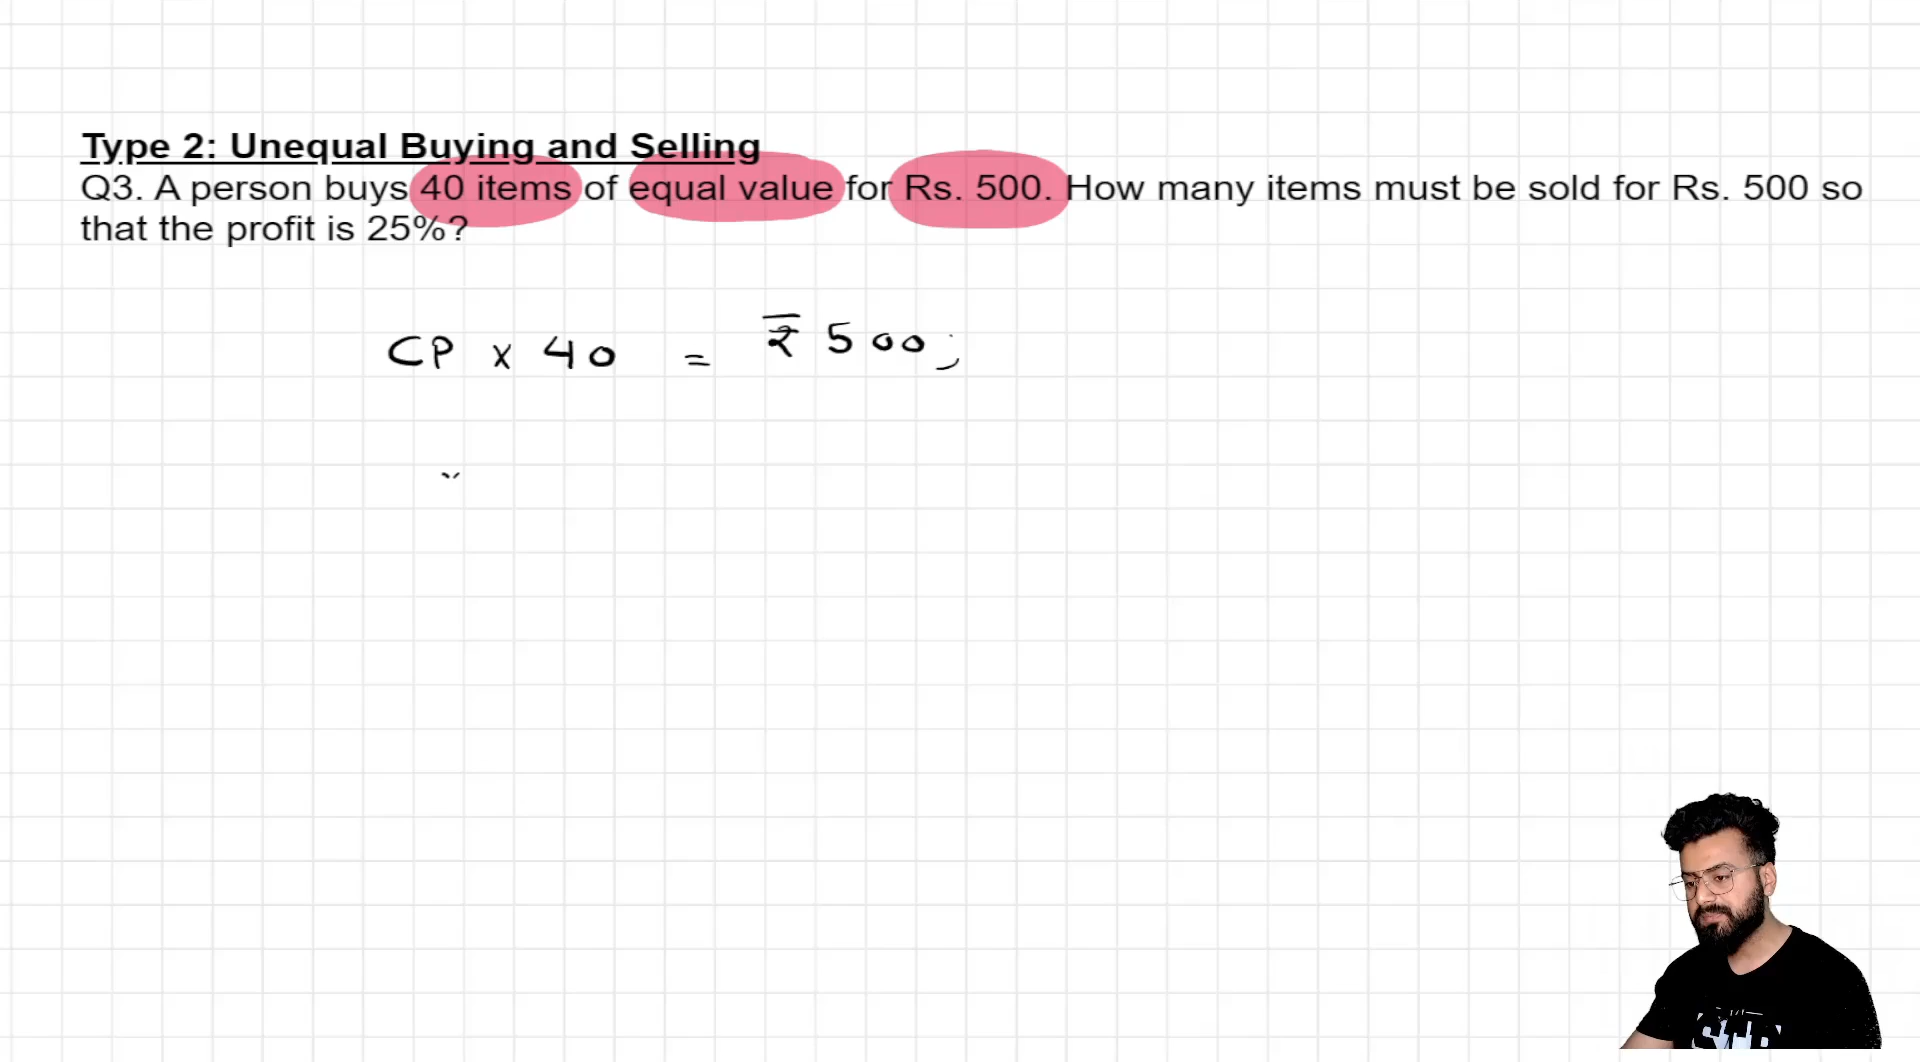 Type 2: Unequal Buying and Selling
Q3. A person buys 40 items of equal value for Rs. 500. How many items must be sold for Rs. 500 so
that the profit is 25%?
CP x 40 = ₹ 500;